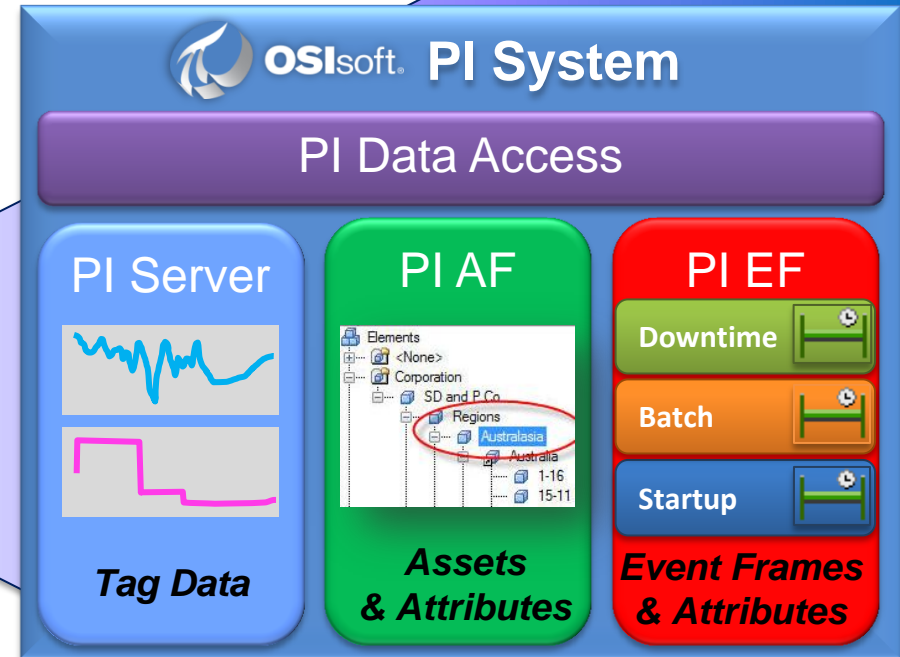 OSIsoft. PI System
PI Data Access
PI Server
Tag Data
PI AF
Elements
<None>
Corporation
SD and P Co
Regions
Australasia
Australia
1-16
15-11
Assets
& Attributes
PI EF
Downtime
Batch
Startup
Event Frames
& Attributes